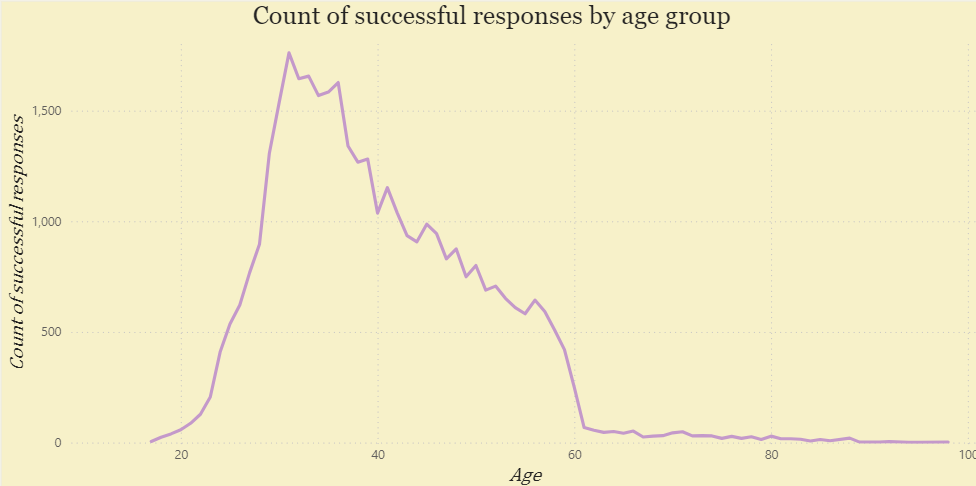 Count of successful responses by age group
Count of successful responses
1,500
1,000
500
0
20 40 60 80 100
Age